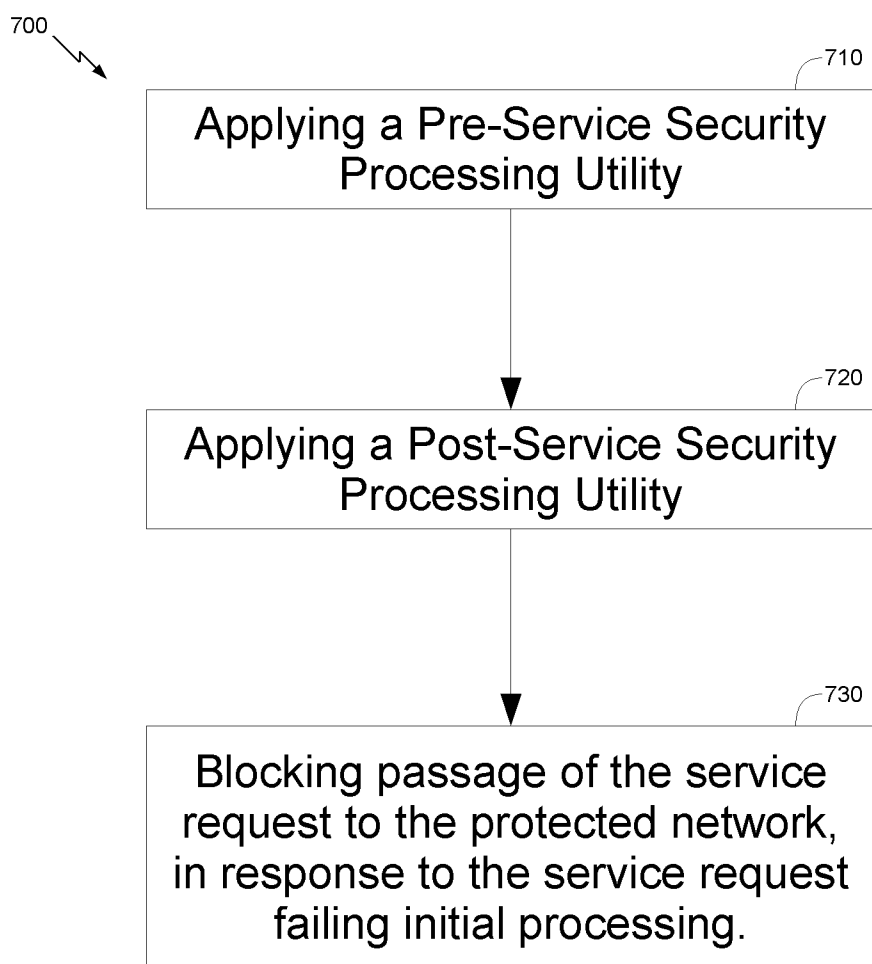 700
710
Applying a Pre-Service Security
Processing Utility
720
Applying a Post-Service Security
Processing Utility
730
Blocking passage of the service
request to the protected network,
in response to the service request
failing initial processing.